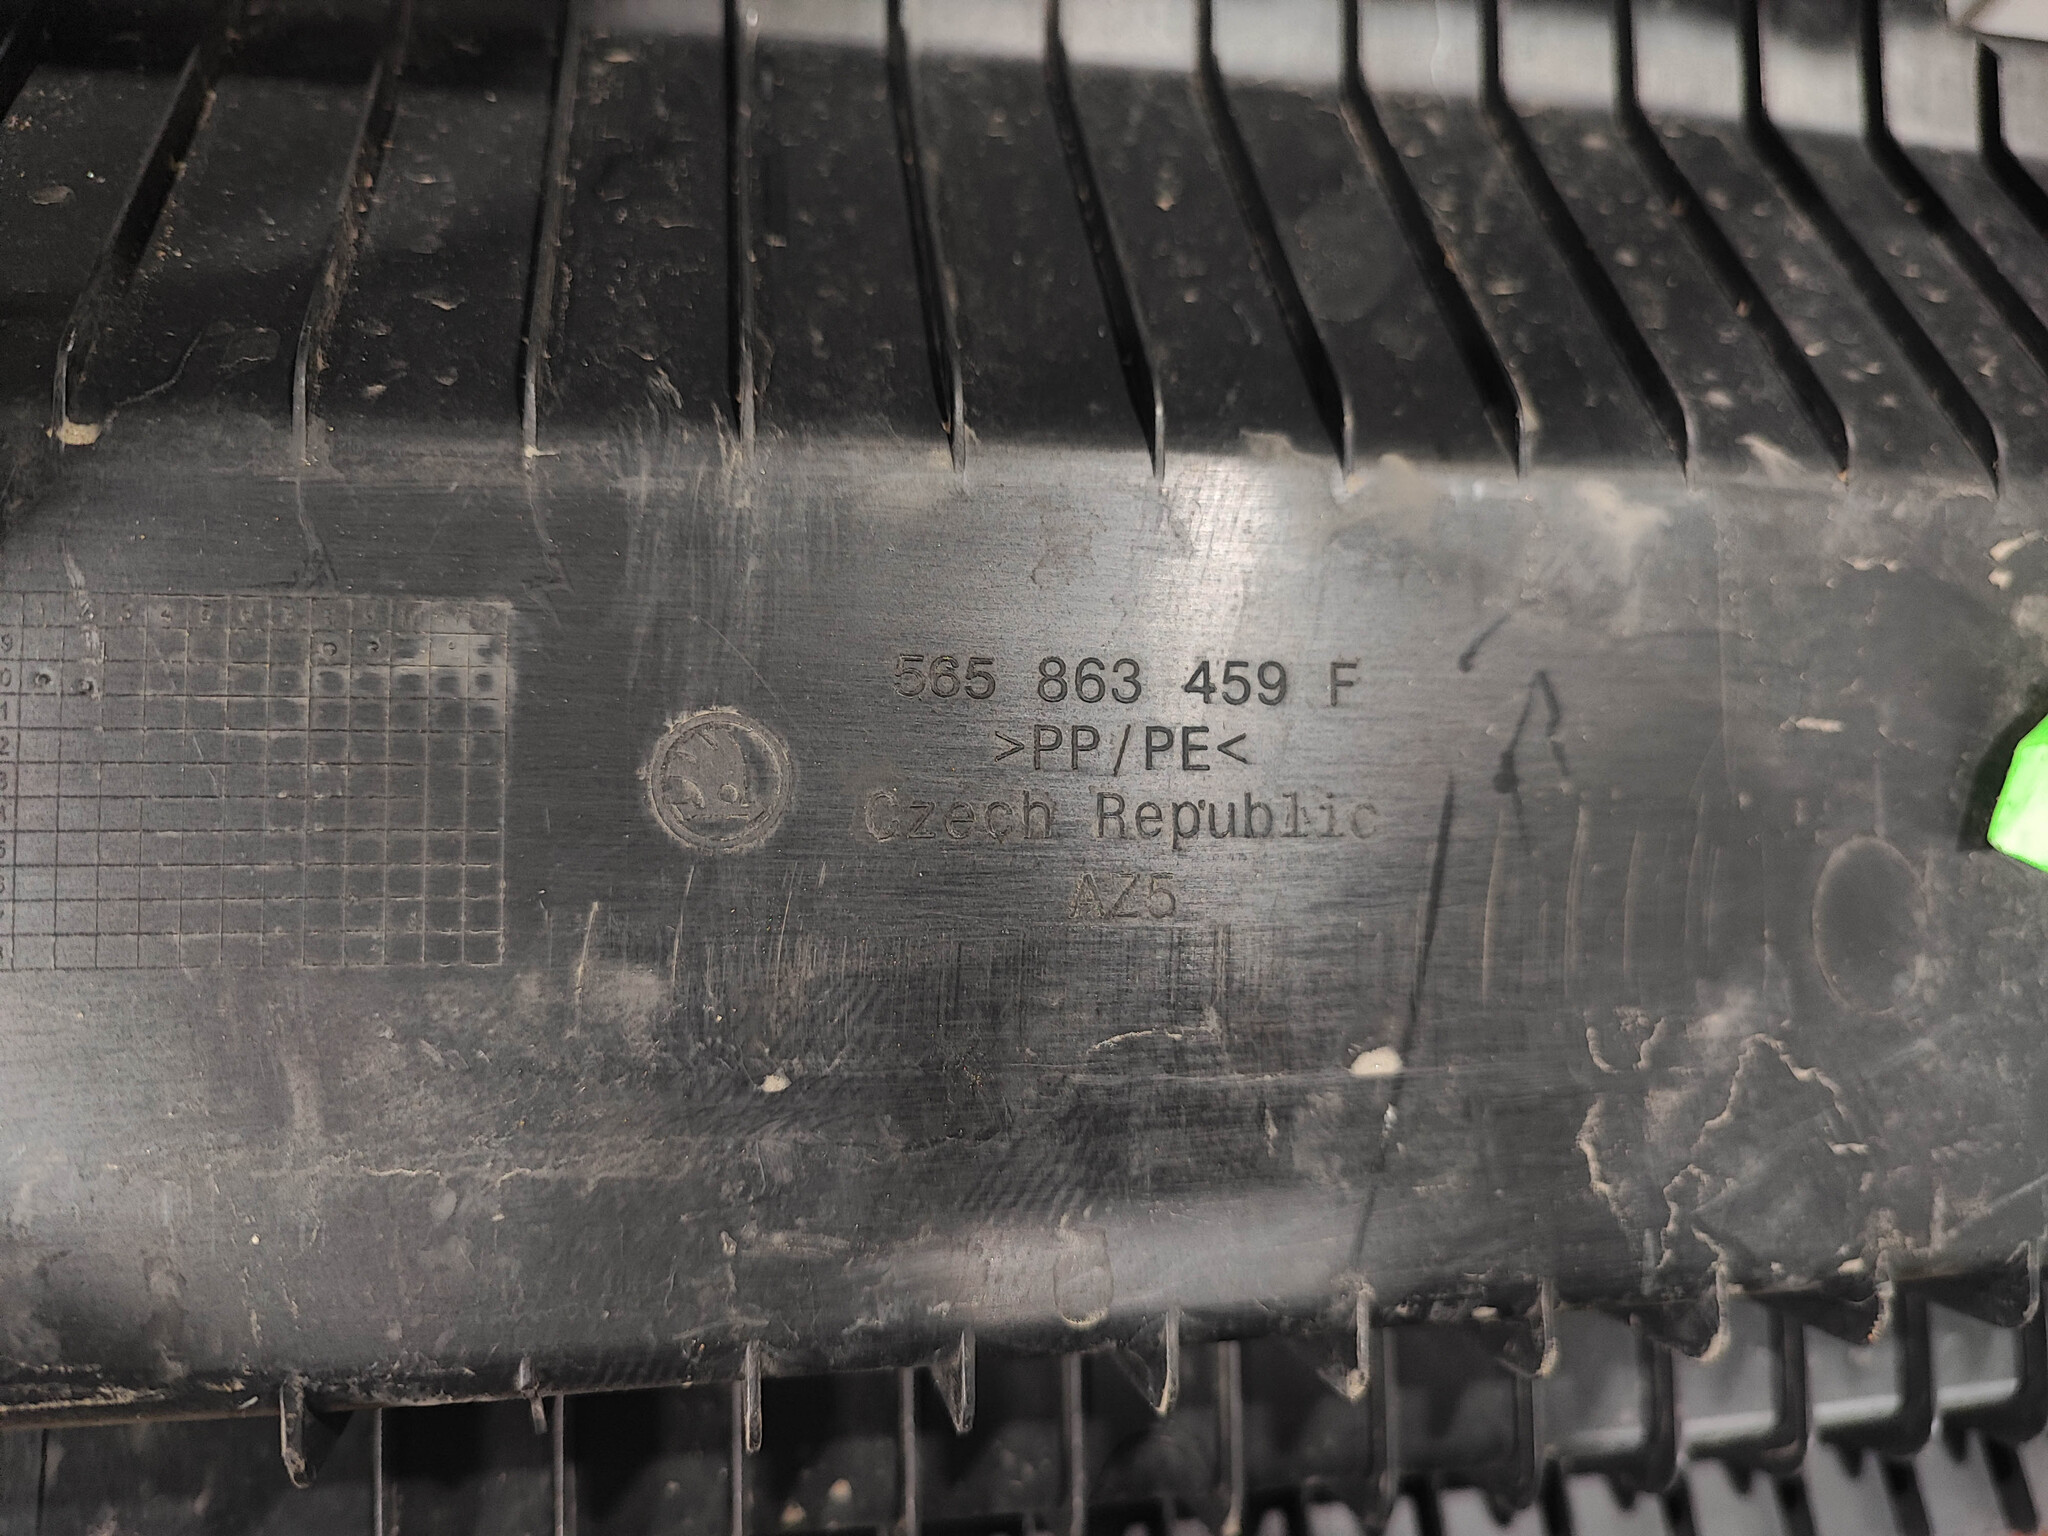 565 863 459 F
>PP/PE<
Czech Republic
AZ5